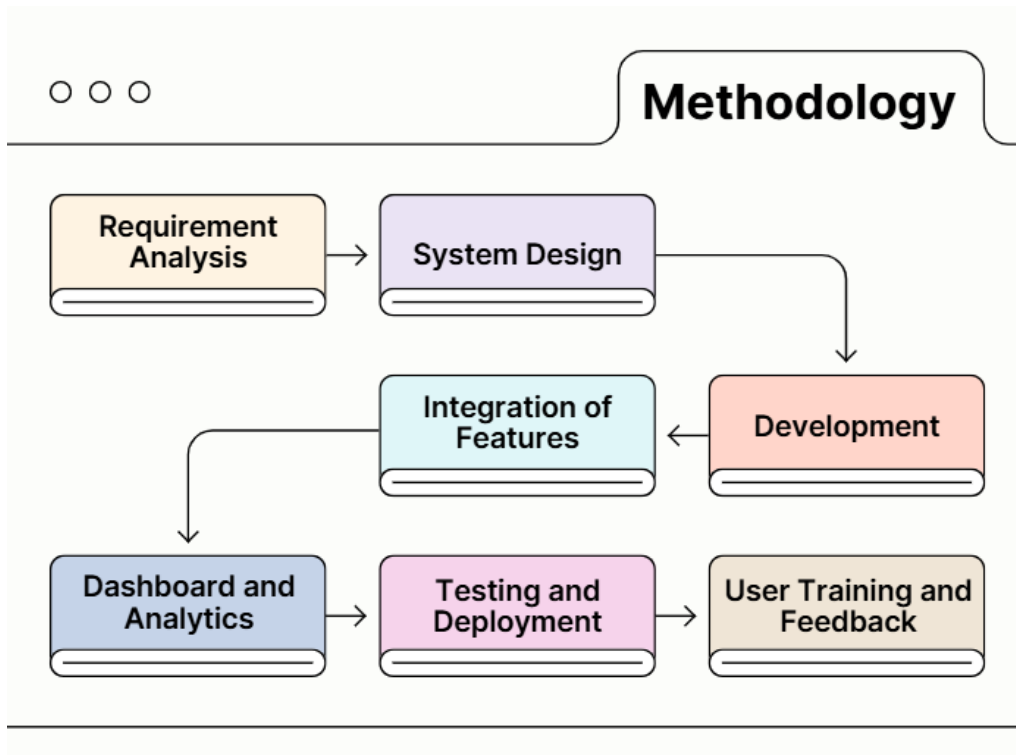 Methodology
Requirement
Analysis
System Design
Development
Integration of
Features
Dashboard and
Analytics
Testing and
Deployment
User Training and
Feedback